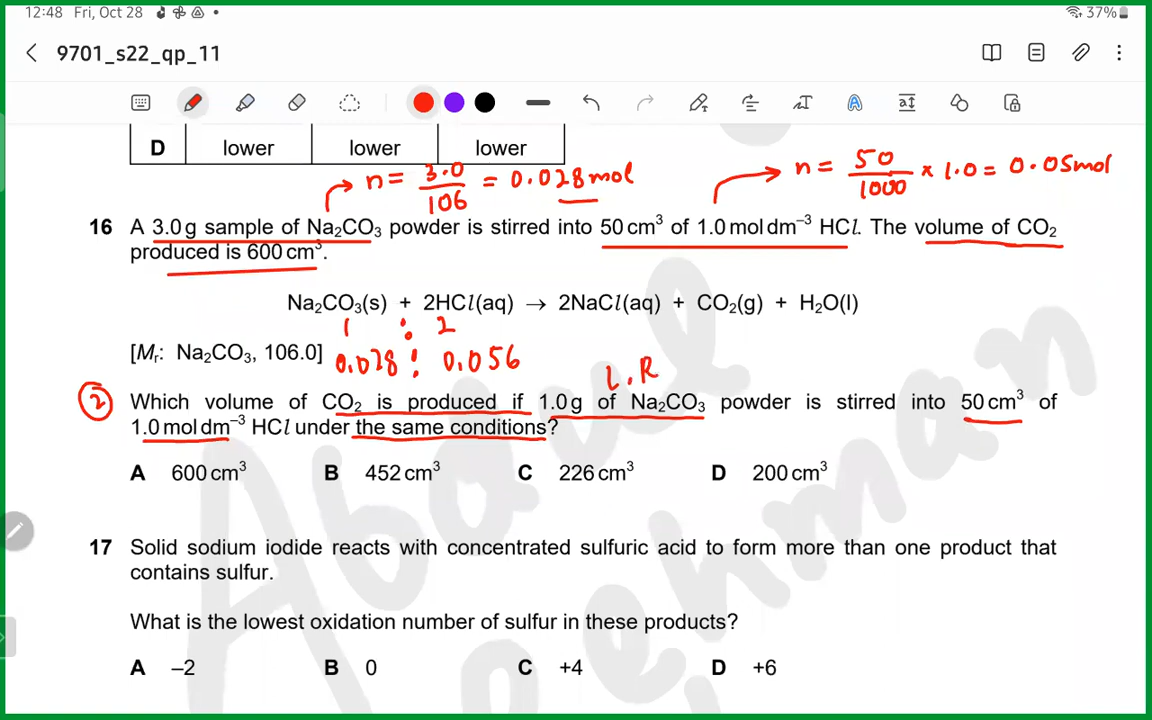 12:48 Fri, Oct 28
37%
9701_s22_qp_11
D lower lower lower
n = 3.0/106 = 0.028 mol
n = 50/1000 × 1.0 = 0.05 mol
16 A 3.0 g sample of Na₂CO₃ powder is stirred into 50 cm³ of 1.0 mol dm⁻³ HCl. The volume of CO₂
produced is 600 cm³.
Na₂CO₃(s) + 2HCl(aq) → 2NaCl(aq) + CO₂(g) + H₂O(l)
1 : 2
[Mr: Na₂CO₃, 106.0] 0.028 : 0.056
L.R
2 Which volume of CO₂ is produced if 1.0 g of Na₂CO₃ powder is stirred into 50 cm³ of
1.0 mol dm⁻³ HCl under the same conditions?
A 600 cm³ B 452 cm³ C 226 cm³ D 200 cm³
17 Solid sodium iodide reacts with concentrated sulfuric acid to form more than one product that
contains sulfur.
What is the lowest oxidation number of sulfur in these products?
A –2 B 0 C +4 D +6
Abdul
Rehman